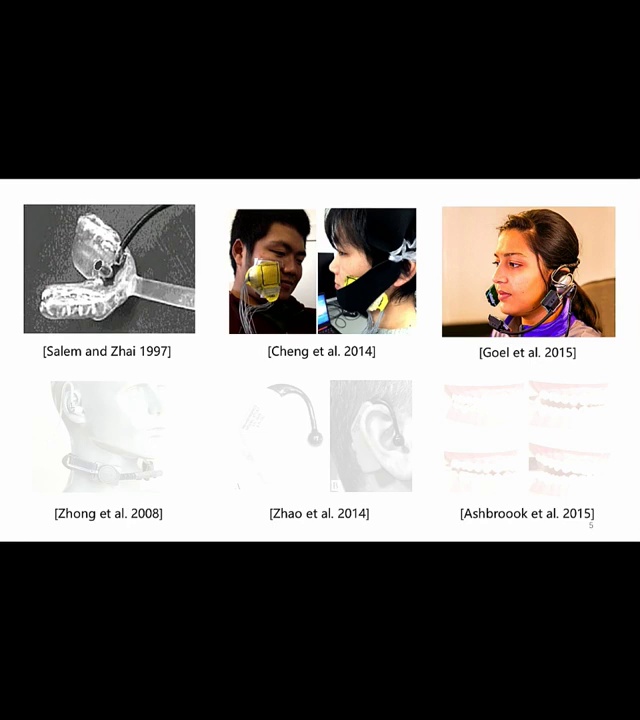 [Salem and Zhai 1997]
[Cheng et al. 2014]
[Goel et al. 2015]
[Zhong et al. 2008]
[Zhao et al. 2014]
[Ashbroook et al. 2015]
5